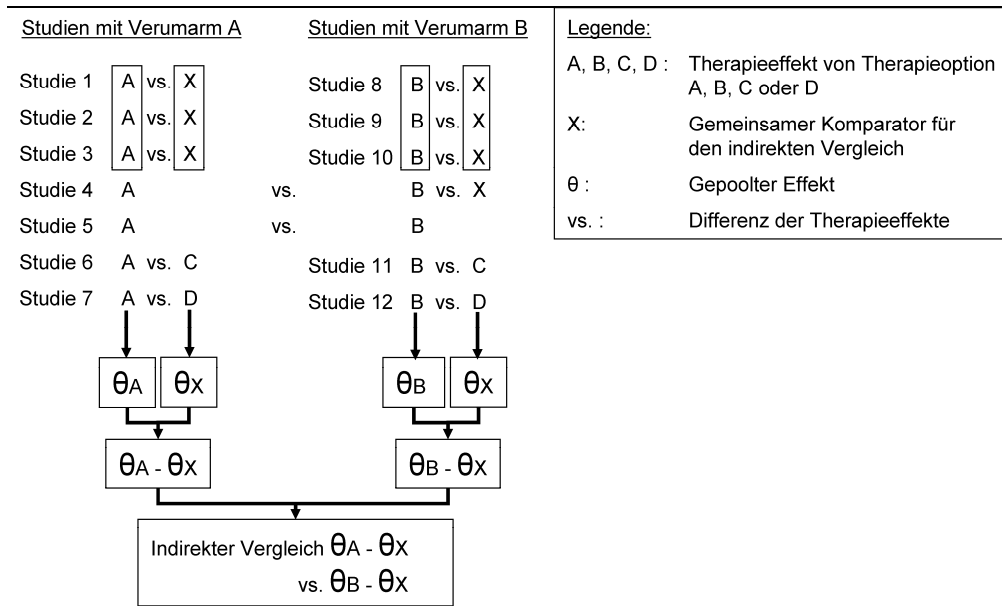 Studien mit Verumarm A
Studien mit Verumarm B
Studie 1 A vs. X
Studie 8 B vs. X
Studie 2 A vs. X
Studie 9 B vs. X
Studie 3 A vs. X
Studie 10 B vs. X
Studie 4 A vs. B vs. X
Studie 5 A vs. B
Studie 6 A vs. C
Studie 11 B vs. C
Studie 7 A vs. D
Studie 12 B vs. D
θA θX
θB θX
θA - θX
θB - θX
Indirekter Vergleich θA - θX
vs. θB - θX
Legende:
A, B, C, D : Therapieeffekt von Therapieoption
A, B, C oder D
X: Gemeinsamer Komparator für
den indirekten Vergleich
θ : Gepoolter Effekt
vs. : Differenz der Therapieeffekte